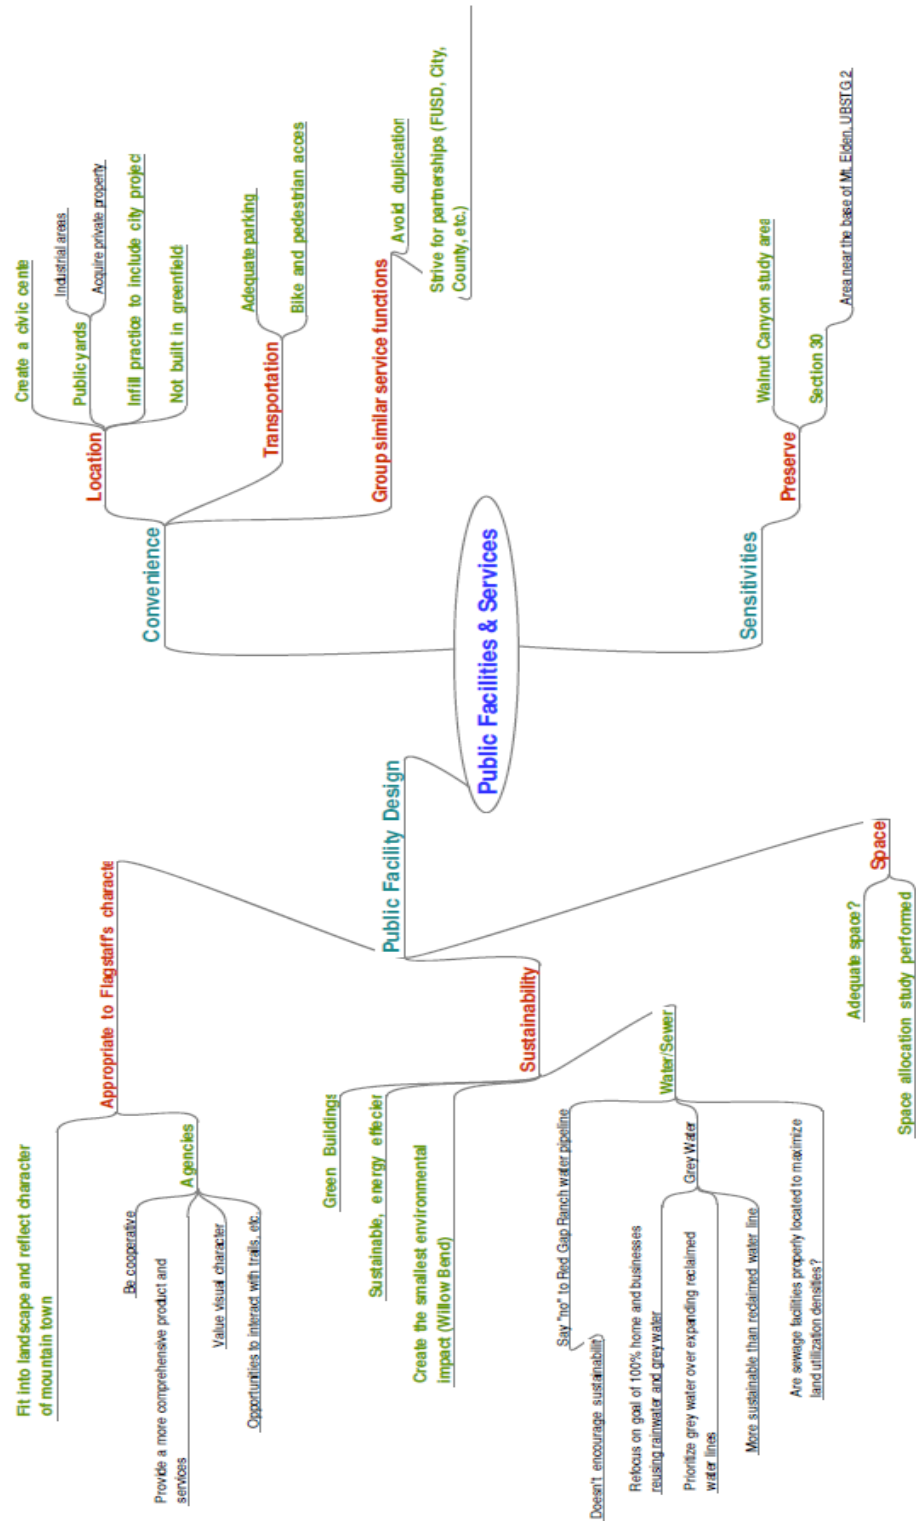 Public Facilities & Services
Convenience
Location
Create a civic cente
Public yards
Industrial areas
Acquire private property
Infill practice to include city projec
Not built in greenfield
Transportation
Adequate parking
Bike and pedestrian acces
Group similar service functions
Avoid duplication
Strive for partnerships (FUSD, City,
County, etc.)
Sensitivities
Preserve
Walnut Canyon study area
Section 30
Area near the base of Mt. Elden, UBST G 2
Public Facility Design
Appropriate to Flagstaff's characte
Fit into landscape and reflect character
of mountain town
Agencies
Be cooperative
Provide a more comprehensive product and
services
Value visual character
Opportunities to interact with trails, etc.
Sustainability
Green Buildings
Sustainable, energy effecier
Create the smallest environmental
impact (Willow Bend)
Water/Sewer
Say "no" to Red Gap Ranch water pipeline
Doesn't encourage sustainabilit
Grey Water
Refocus on goal of 100% home and businesses
reusing rainwater and grey water
Prioritize grey water over expanding reclaimed
water lines
More sustainable than reclaimed water line
Are sewage facilities properly located to maximize
land utilization densities?
Space
Adequate space?
Space allocation study performed